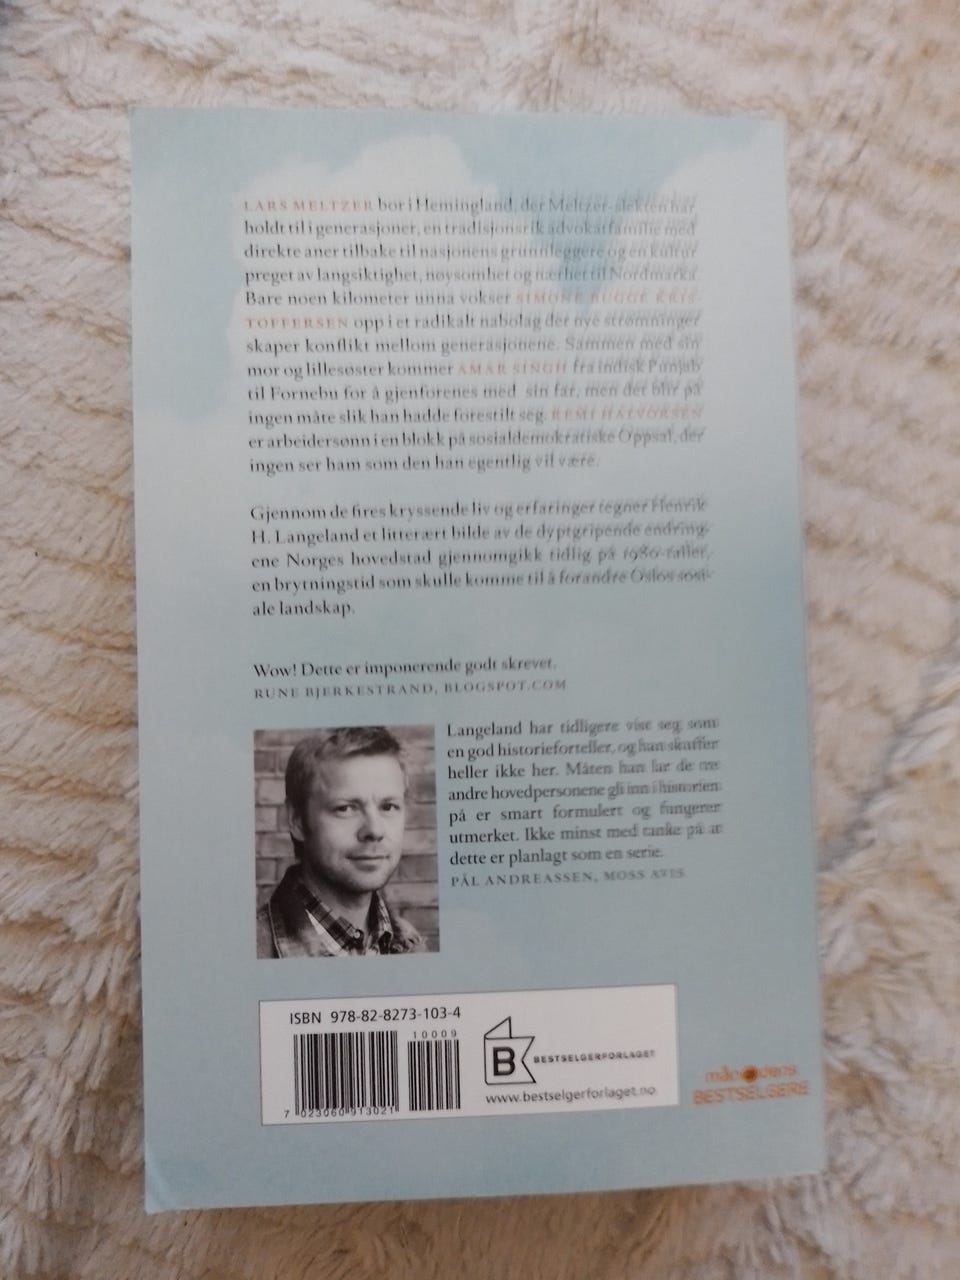 LARS MELTZER bor i Hemingland, der Meltzer-slekten har
holdt til i generasjoner, en tradisjonsrik advokatfamilie med
direkte aner tilbake til nasjonens grunnleggere og en kultur
preget av langsiktighet, nøysomhet og nærhet til Nordmarka.
Bare noen kilometer unna vokser SIMONE BUGGE KRIS-
TOFFERSEN opp i et radikalt nabolag der nye strømninger
skaper konflikt mellom generasjonene. Sammen med sin
mor og lillesøster kommer AMAR SINGH fra indisk Punjab
til Fornebu for å gjenforenes med sin far, men det blir på
ingen måte slik han hadde forestilt seg. REMI HALVORSEN
er arbeidersønn i en blokk på sosialdemokratiske Oppsal, der
ingen ser ham som den han egentlig vil være.
Gjennom de fires kryssende liv og erfaringer tegner Henrik
H. Langeland et litterært bilde av de dyptgripende endring-
ene Norges hovedstad gjennomgikk tidlig på 1980-tallet,
en brytningstid som skulle komme til å forandre Oslos sosi-
ale landskap.
Wow! Dette er imponerende godt skrevet.
RUNE BJERKESTRAND, BLOGSPOT.COM
Langeland har tidligere vist seg som
en god historieforteller, og han skuffer
heller ikke her. Måten han lar de tre
andre hovedpersonene gli inn i historien
på er smart formulert og fungerer
utmerket. Ikke minst med tanke på at
dette er planlagt som en serie.
PÅL ANDREASSEN, MOSS AVIS
ISBN 978-82-8273-103-4
10009
7 023060 913021
B BESTSELGERFORLAGET
www.bestselgerforlaget.no
månedens
BESTSELGERE